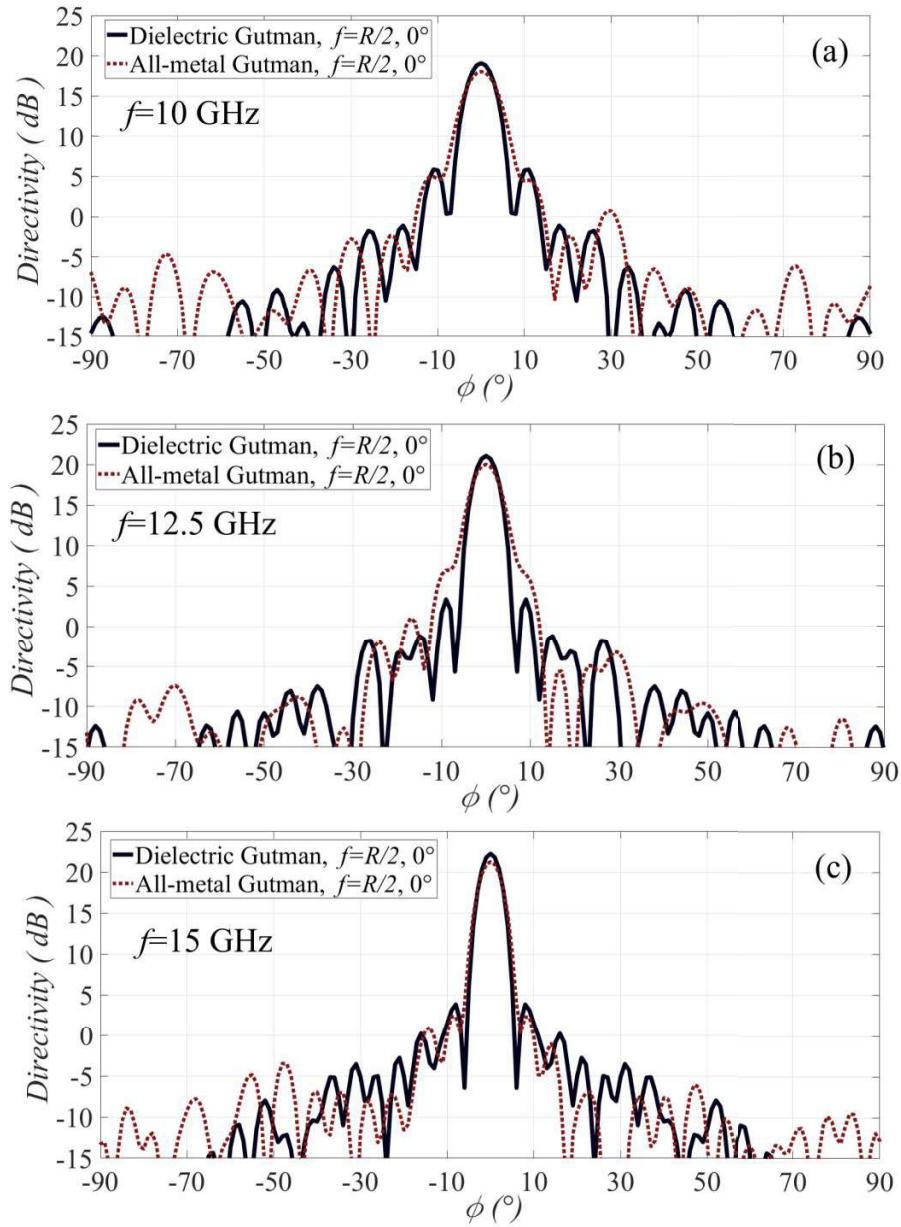 25
Dielectric Gutman, f=R/2, 0°
All-metal Gutman, f=R/2, 0°
(a)
20
15
f=10 GHz
10
5
0
-5
-10
-15
Directivity ( dB )
-90 -70 -50 -30 -10 10 30 50 70 90
ϕ (°)
25
Dielectric Gutman, f=R/2, 0°
All-metal Gutman, f=R/2, 0°
(b)
20
15
f=12.5 GHz
10
5
0
-5
-10
-15
Directivity ( dB )
-90 -70 -50 -30 -10 10 30 50 70 90
ϕ (°)
25
Dielectric Gutman, f=R/2, 0°
All-metal Gutman, f=R/2, 0°
(c)
20
15
f=15 GHz
10
5
0
-5
-10
-15
Directivity ( dB )
-90 -70 -50 -30 -10 10 30 50 70 90
ϕ (°)